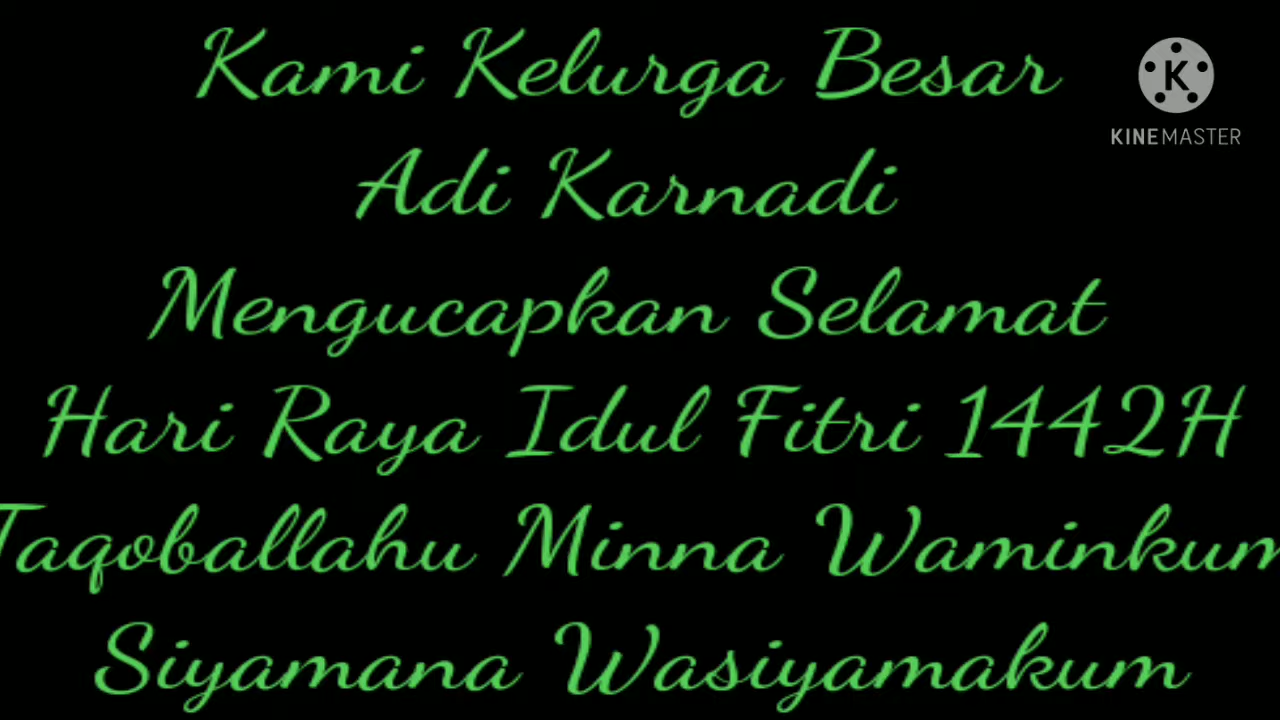 Kami Kelurga Besar
Adi Karnadi
Mengucapkan Selamat
Hari Raya Idul Fitri 1442H
Taqoballahu Minna Waminkum
Siyamana Wasiyamakum
K
KINEMASTER